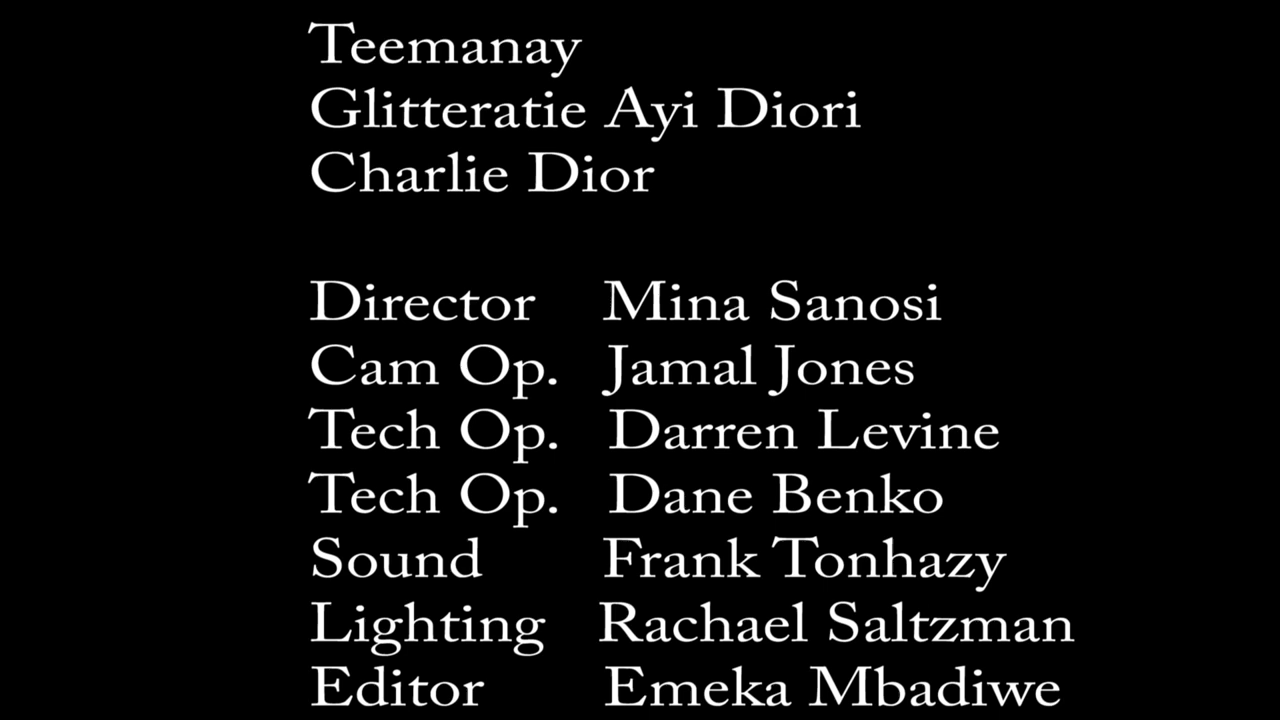 Teemanay
Glitteratie Ayi Diori
Charlie Dior
Director Mina Sanosi
Cam Op. Jamal Jones
Tech Op. Darren Levine
Tech Op. Dane Benko
Sound Frank Tonhazy
Lighting Rachael Saltzman
Editor Emeka Mbadiwe